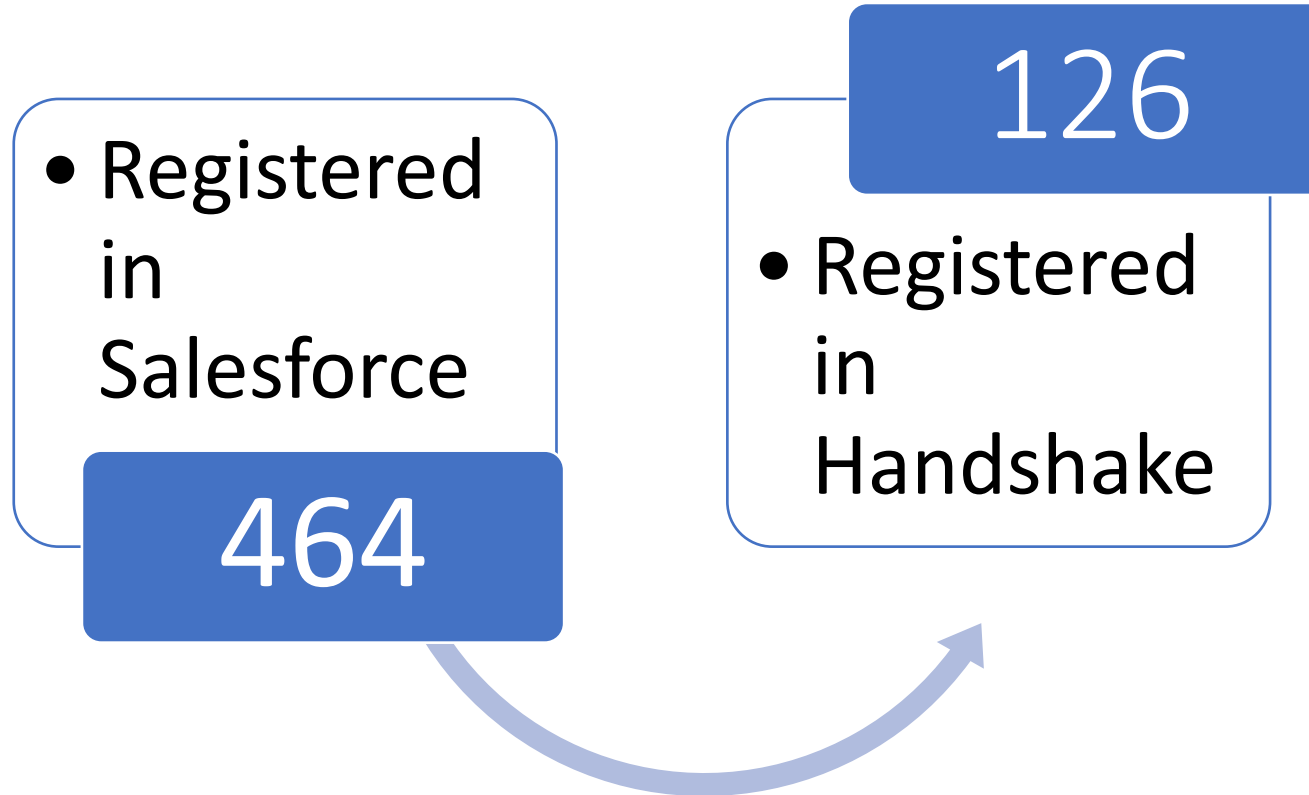 • Registered
in
Salesforce
464
126
• Registered
in
Handshake